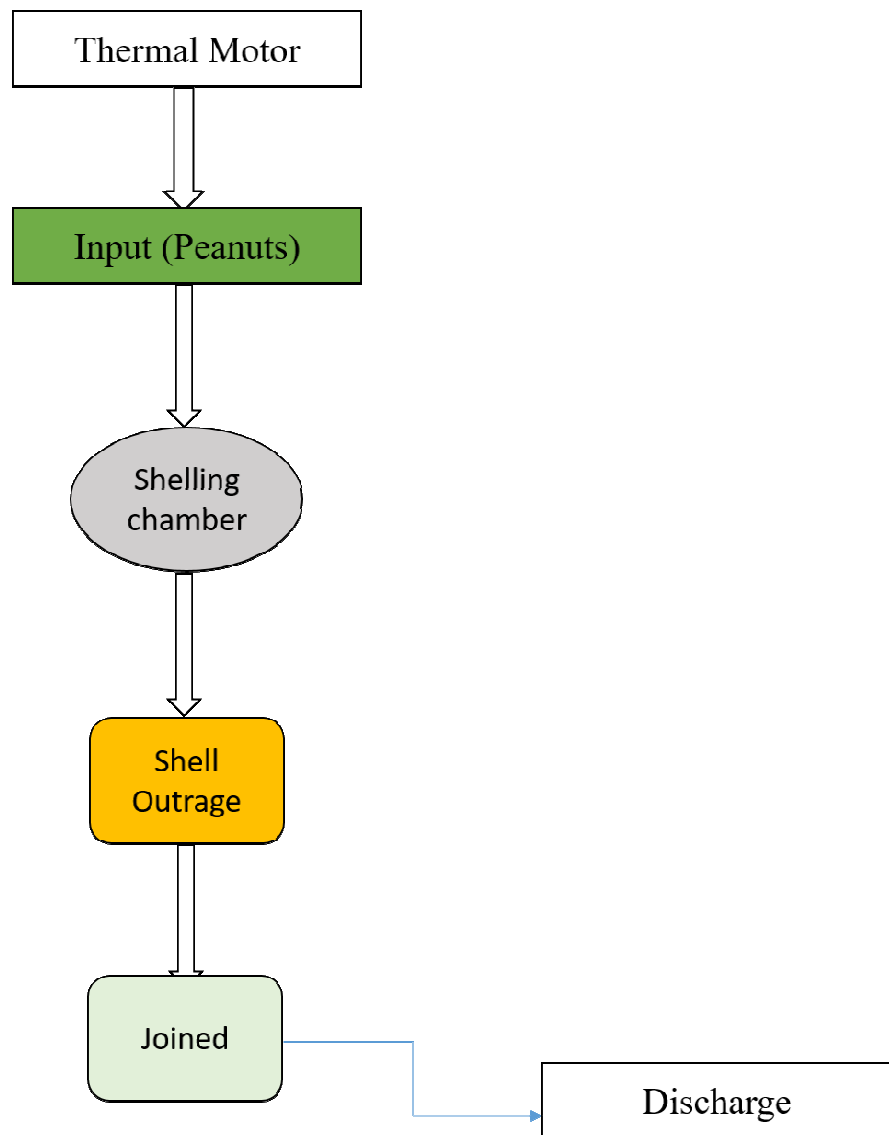 Thermal Motor
Input (Peanuts)
Shelling
chamber
Shell
Outrage
Joined
Discharge